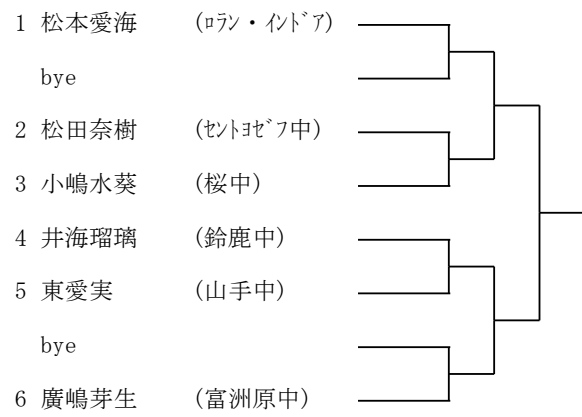 1 松本愛海 (ﾛﾗﾝ・ｲﾝﾄﾞｱ)
bye
2 松田奈樹 (ｾﾝﾄﾖｾﾞﾌ中)
3 小嶋水葵 (桜中)
4 井海瑠璃 (鈴鹿中)
5 東愛実 (山手中)
bye
6 廣嶋芽生 (富洲原中)